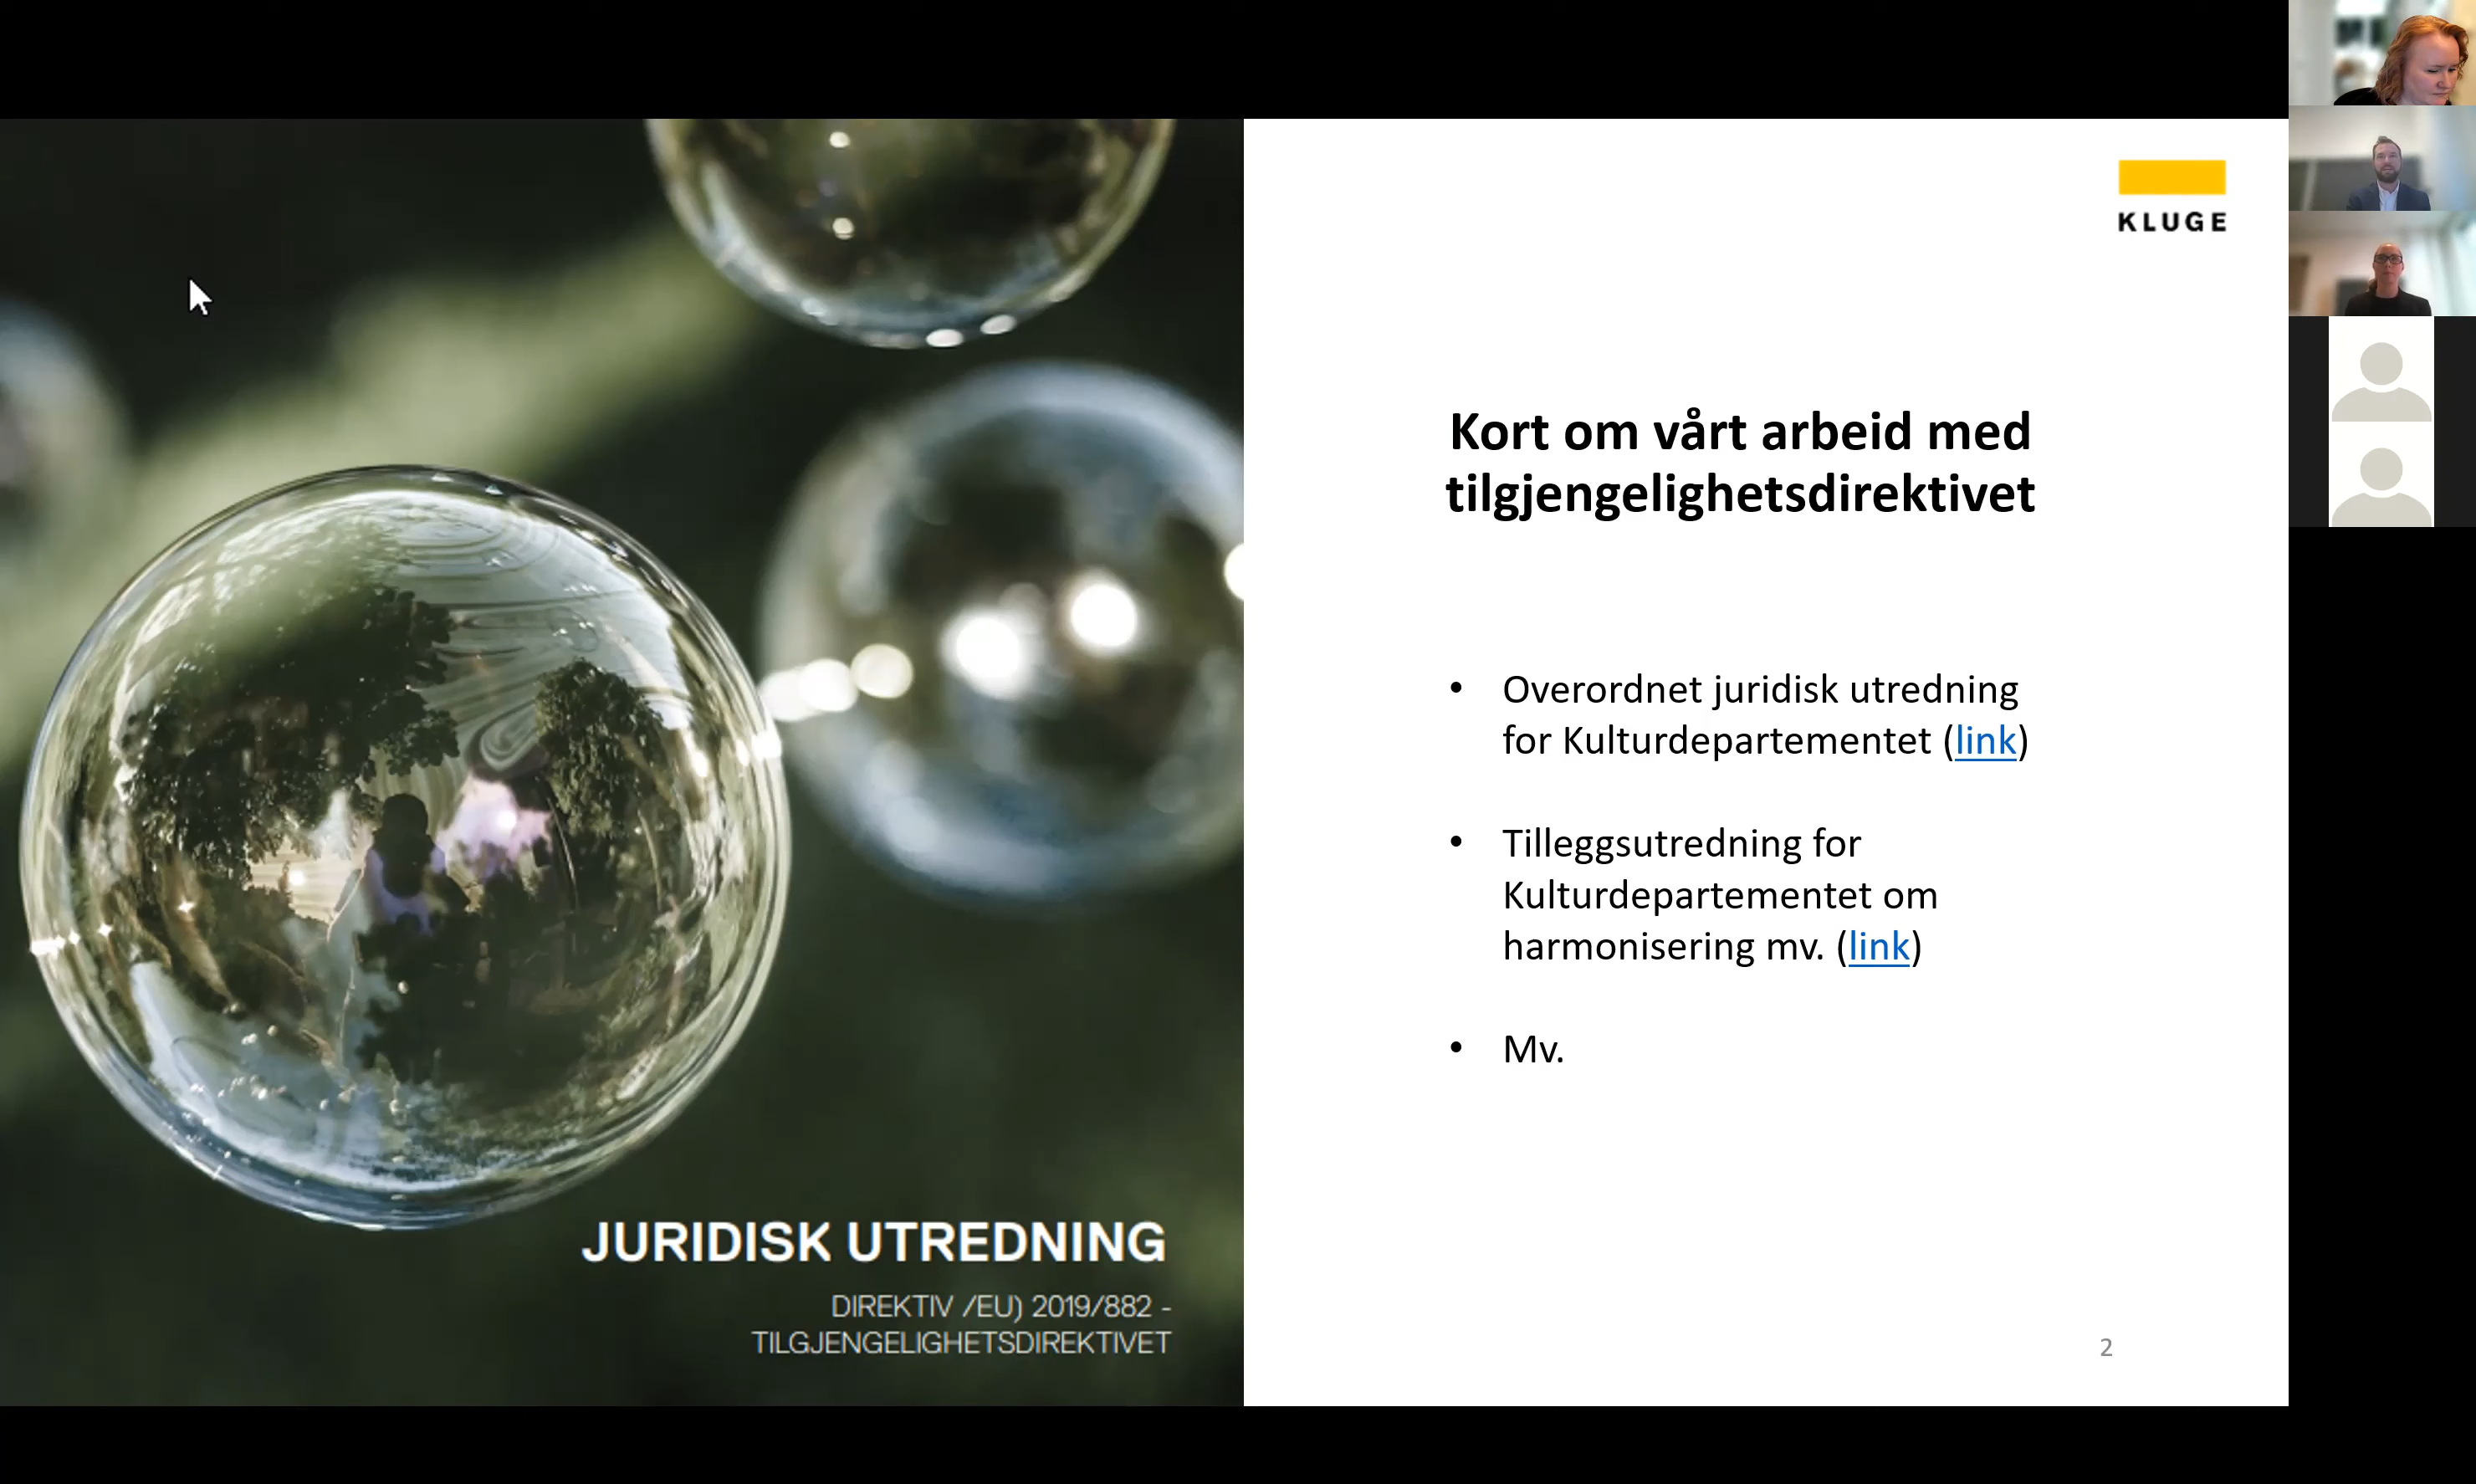 KLUGE
Kort om vårt arbeid med
tilgjengelighetsdirektivet
• Overordnet juridisk utredning
for Kulturdepartementet (link)
• Tilleggsutredning for
Kulturdepartementet om
harmonisering mv. (link)
• Mv.
JURIDISK UTREDNING
DIREKTIV /EU) 2019/882 -
TILGJENGELIGHETSDIREKTIVET
2